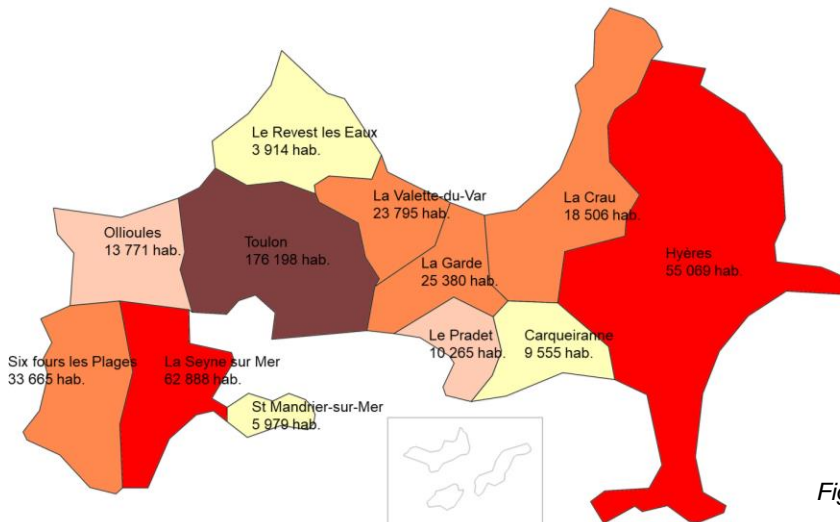 Le Revest les Eaux
3 914 hab.
La Valette-du-Var
23 795 hab.
La Crau
18 506 hab.
Ollioules
13 771 hab.
Toulon
176 198 hab.
La Garde
25 380 hab.
Hyères
55 069 hab.
Le Pradet
10 265 hab.
Carqueiranne
9 555 hab.
Six fours les Plages
33 665 hab.
La Seyne sur Mer
62 888 hab.
St Mandrier-sur-Mer
5 979 hab.
Fig